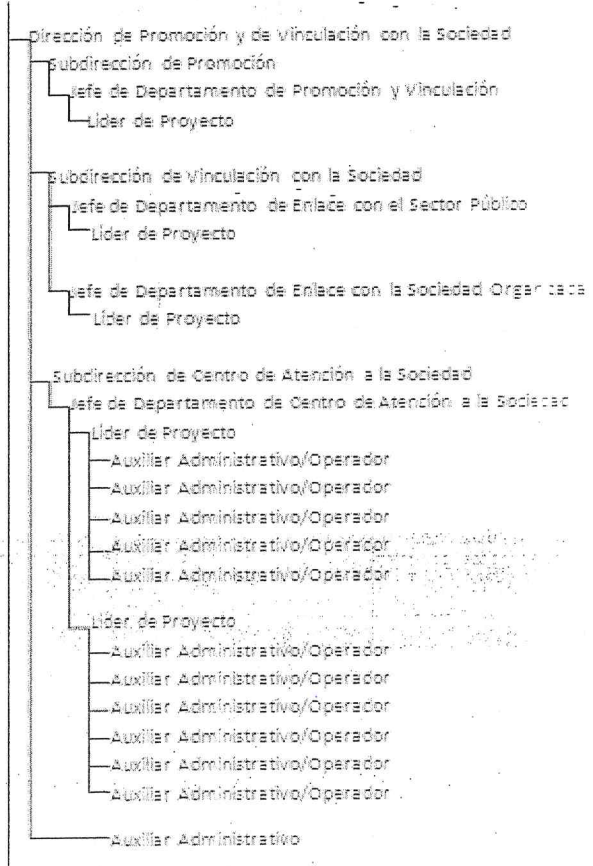 Dirección de Promoción y de Vinculación con la Sociedad
Subdirección de Promoción
Jefe de Departamento de Promoción y Vinculación
Líder de Proyecto
Subdirección de Vinculación con la Sociedad
Jefe de Departamento de Enlace con el Sector Público
Líder de Proyecto
Jefe de Departamento de Enlace con la Sociedad Organizada
Líder de Proyecto
Subdirección de Centro de Atención a la Sociedad
Jefe de Departamento de Centro de Atención a la Sociedad
Líder de Proyecto
Auxiliar Administrativo/Operador
Auxiliar Administrativo/Operador
Auxiliar Administrativo/Operador
Auxiliar Administrativo/Operador
Auxiliar Administrativo/Operador
Líder de Proyecto
Auxiliar Administrativo/Operador
Auxiliar Administrativo/Operador
Auxiliar Administrativo/Operador
Auxiliar Administrativo/Operador
Auxiliar Administrativo/Operador
Auxiliar Administrativo/Operador
Auxiliar Administrativo